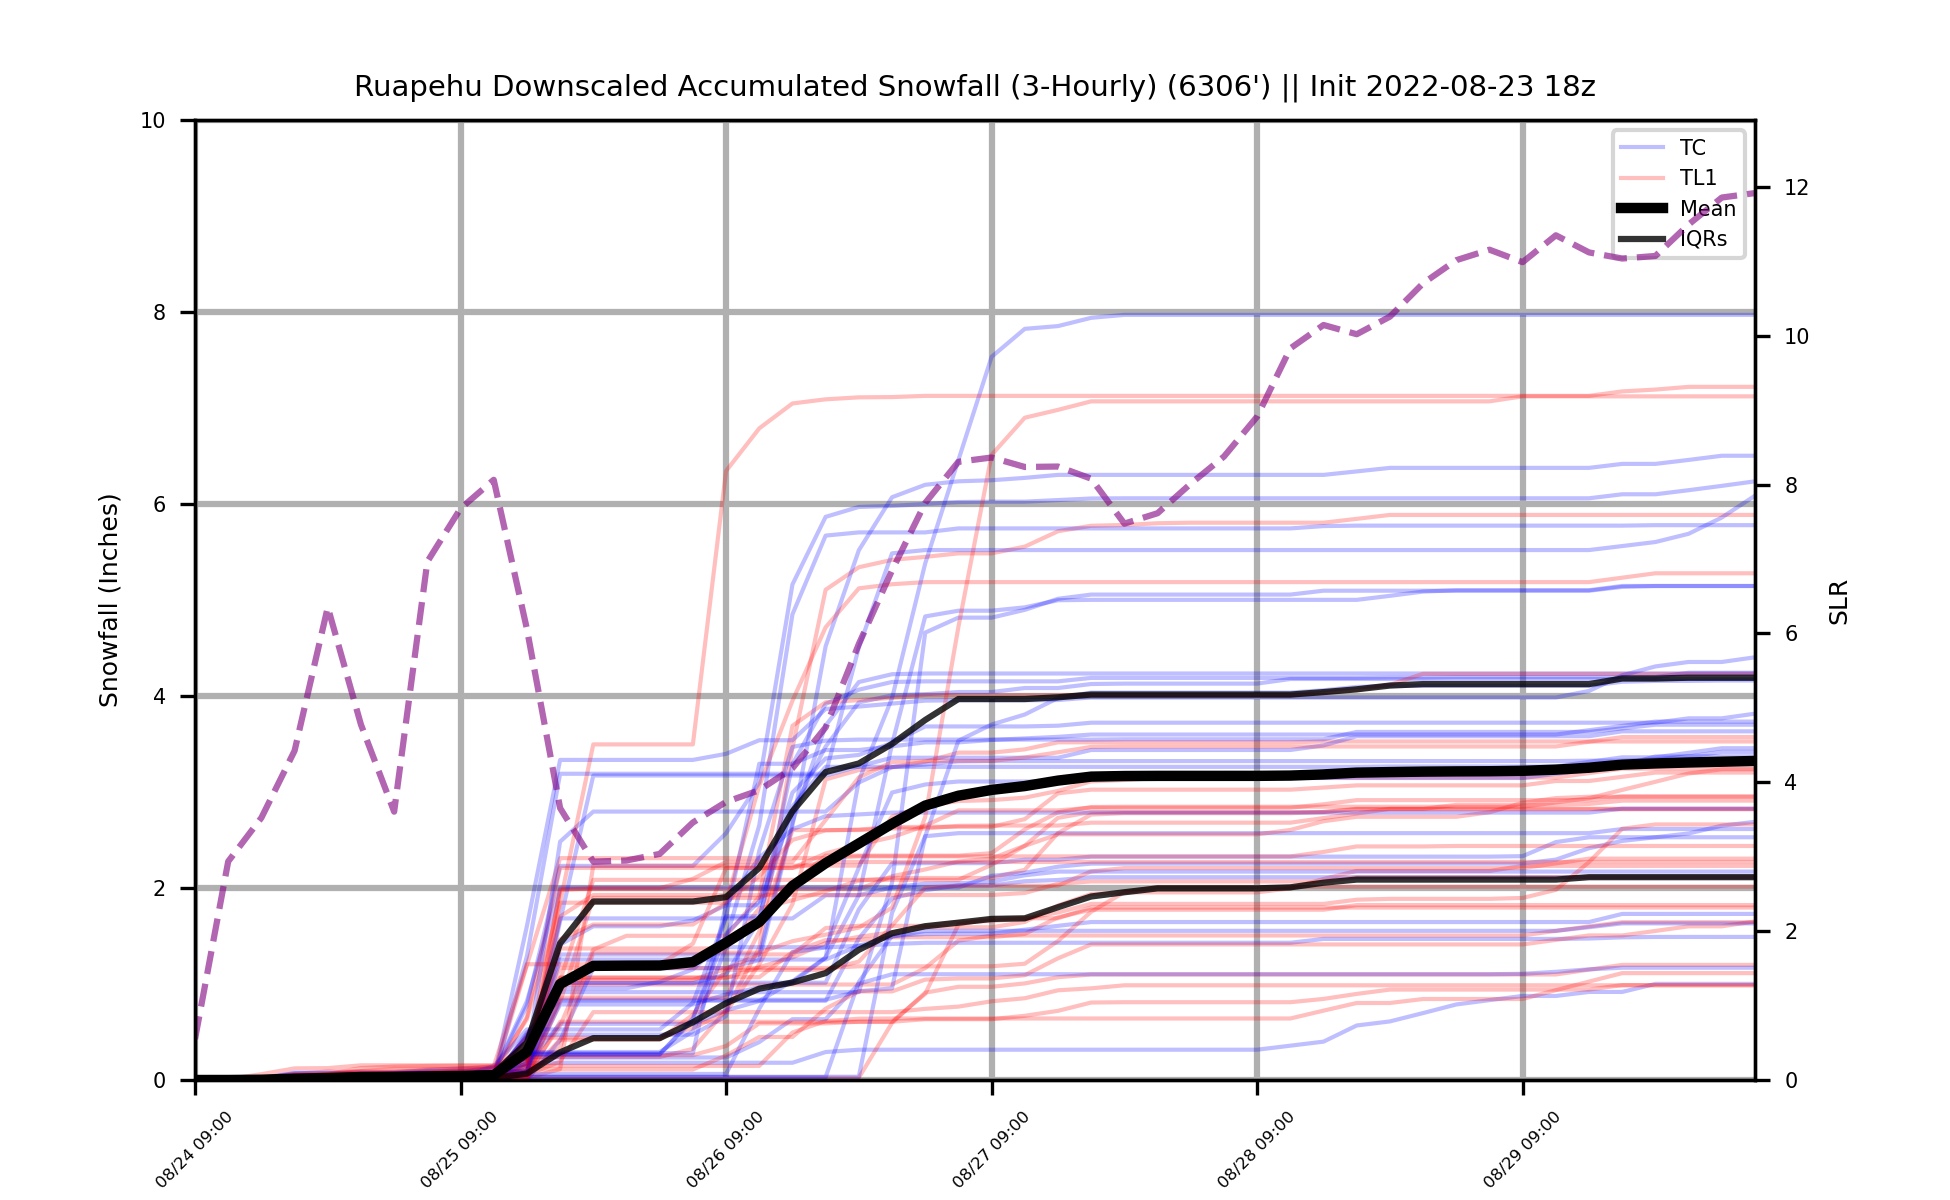 Ruapehu Downscaled Accumulated Snowfall (3-Hourly) (6306') || Init 2022-08-23 18z
10
8
6
4
2
0
Snowfall (Inches)
TC
TL1
Mean
IQRs
12
10
8
6
4
2
0
SLR
08/24 09:00
08/25 09:00
08/26 09:00
08/27 09:00
08/28 09:00
08/29 09:00